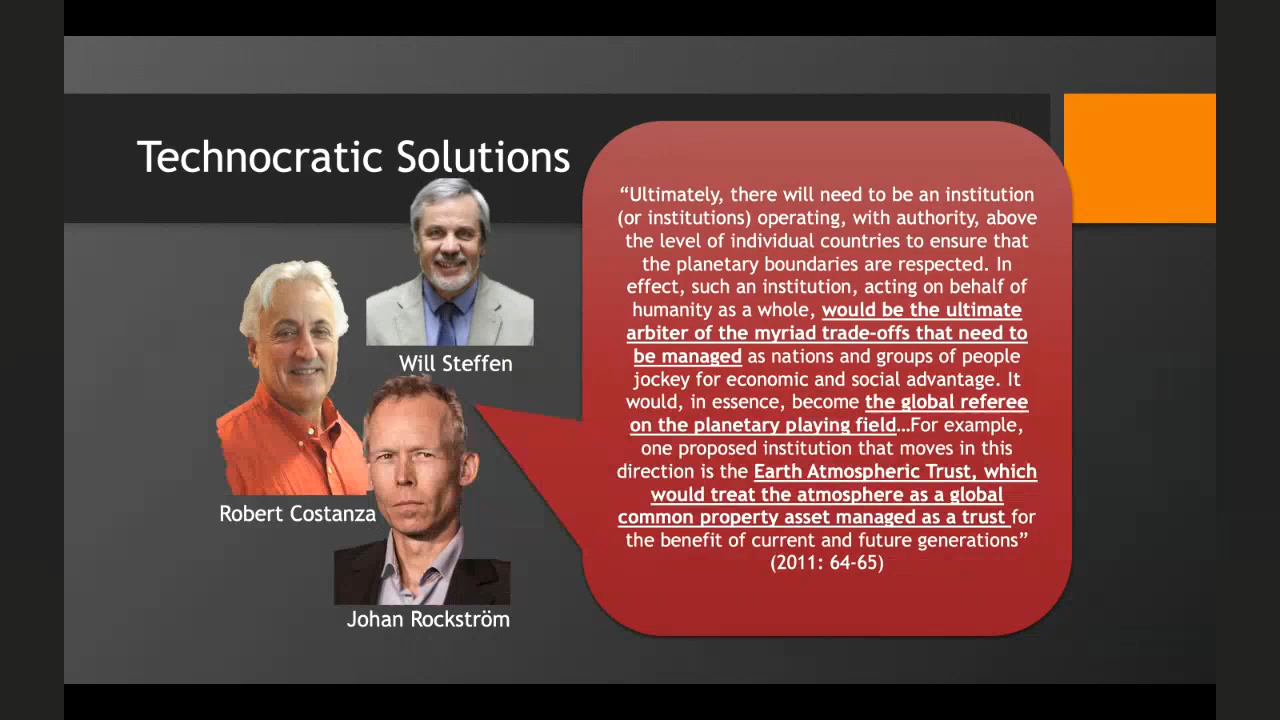 Technocratic Solutions
Will Steffen
Robert Costanza
Johan Rockström
“Ultimately, there will need to be an institution
(or institutions) operating, with authority, above
the level of individual countries to ensure that
the planetary boundaries are respected. In
effect, such an institution, acting on behalf of
humanity as a whole, would be the ultimate
arbiter of the myriad trade-offs that need to
be managed as nations and groups of people
jockey for economic and social advantage. It
would, in essence, become the global referee
on the planetary playing field…For example,
one proposed institution that moves in this
direction is the Earth Atmospheric Trust, which
would treat the atmosphere as a global
common property asset managed as a trust for
the benefit of current and future generations”
(2011: 64-65)